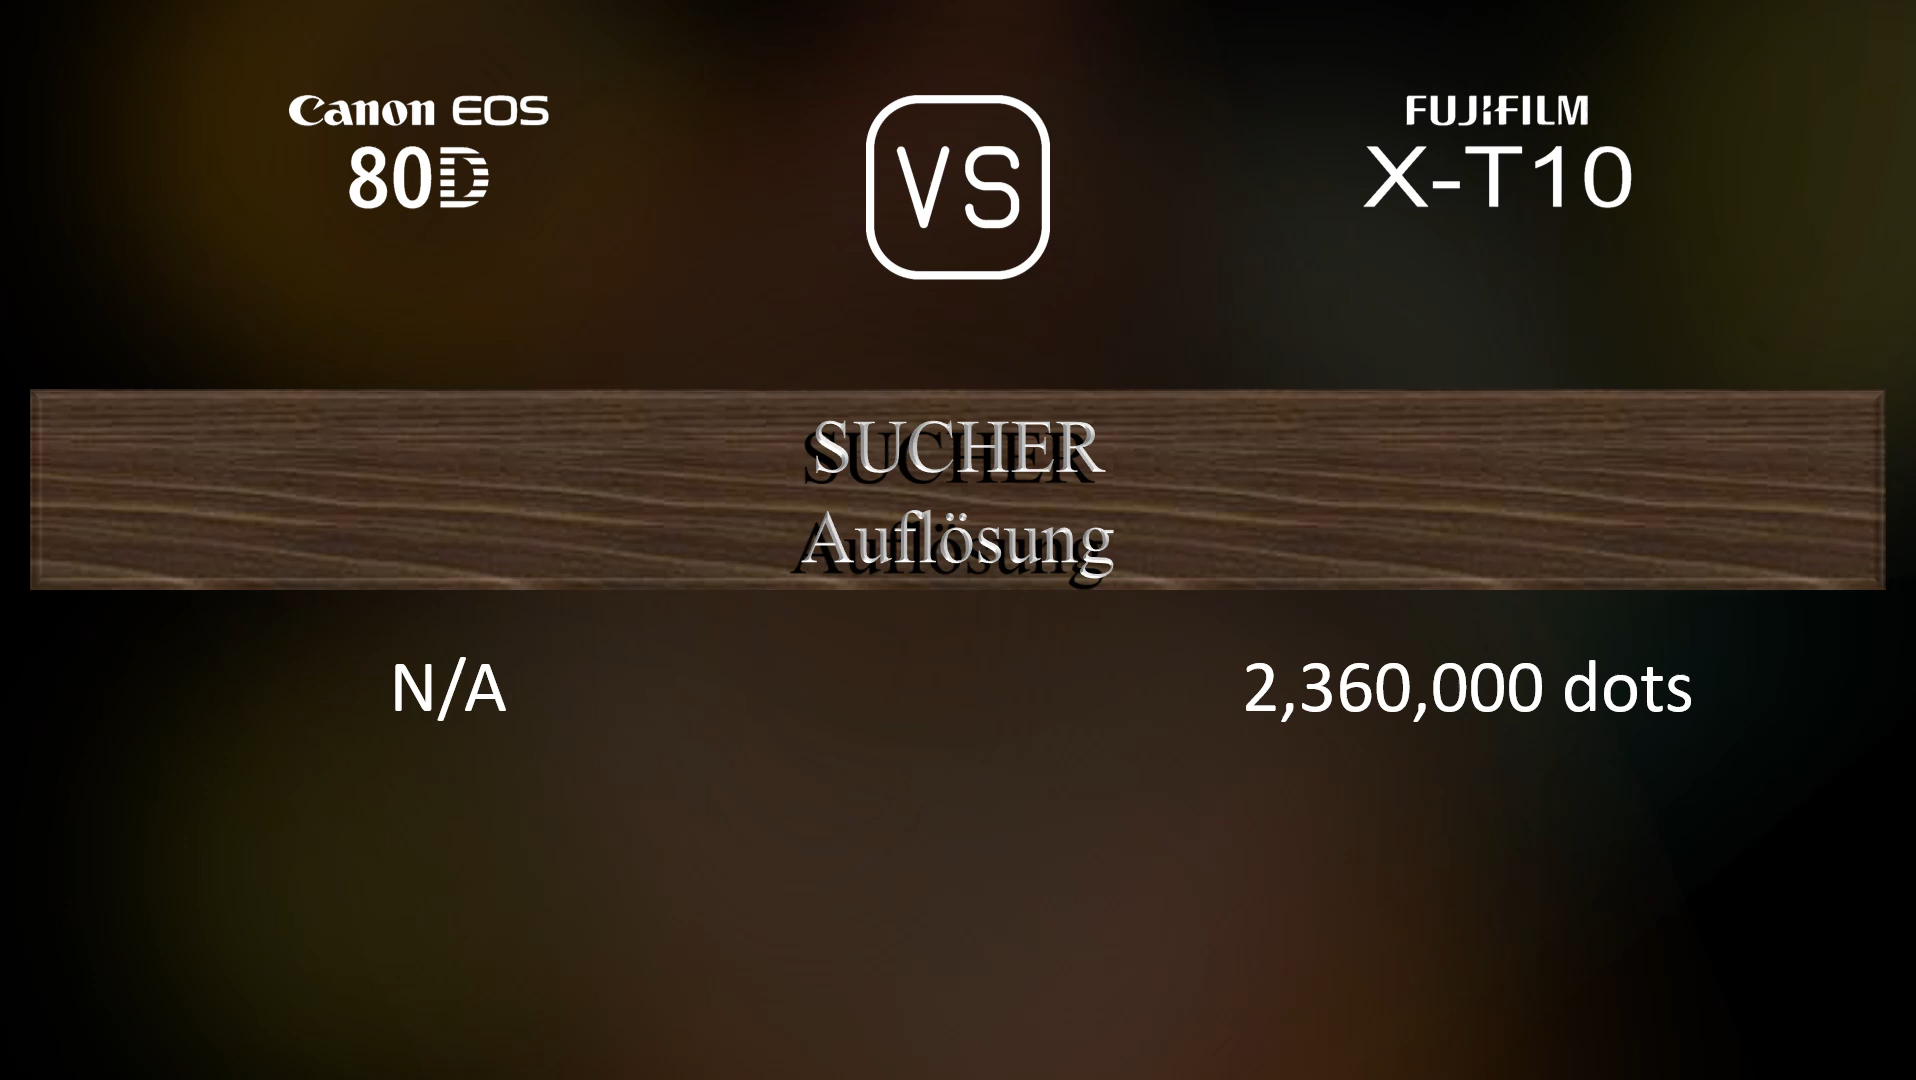 Canon EOS
80D
VS
FUJIFILM
X-T10
SUCHER
Auflösung
N/A
2,360,000 dots